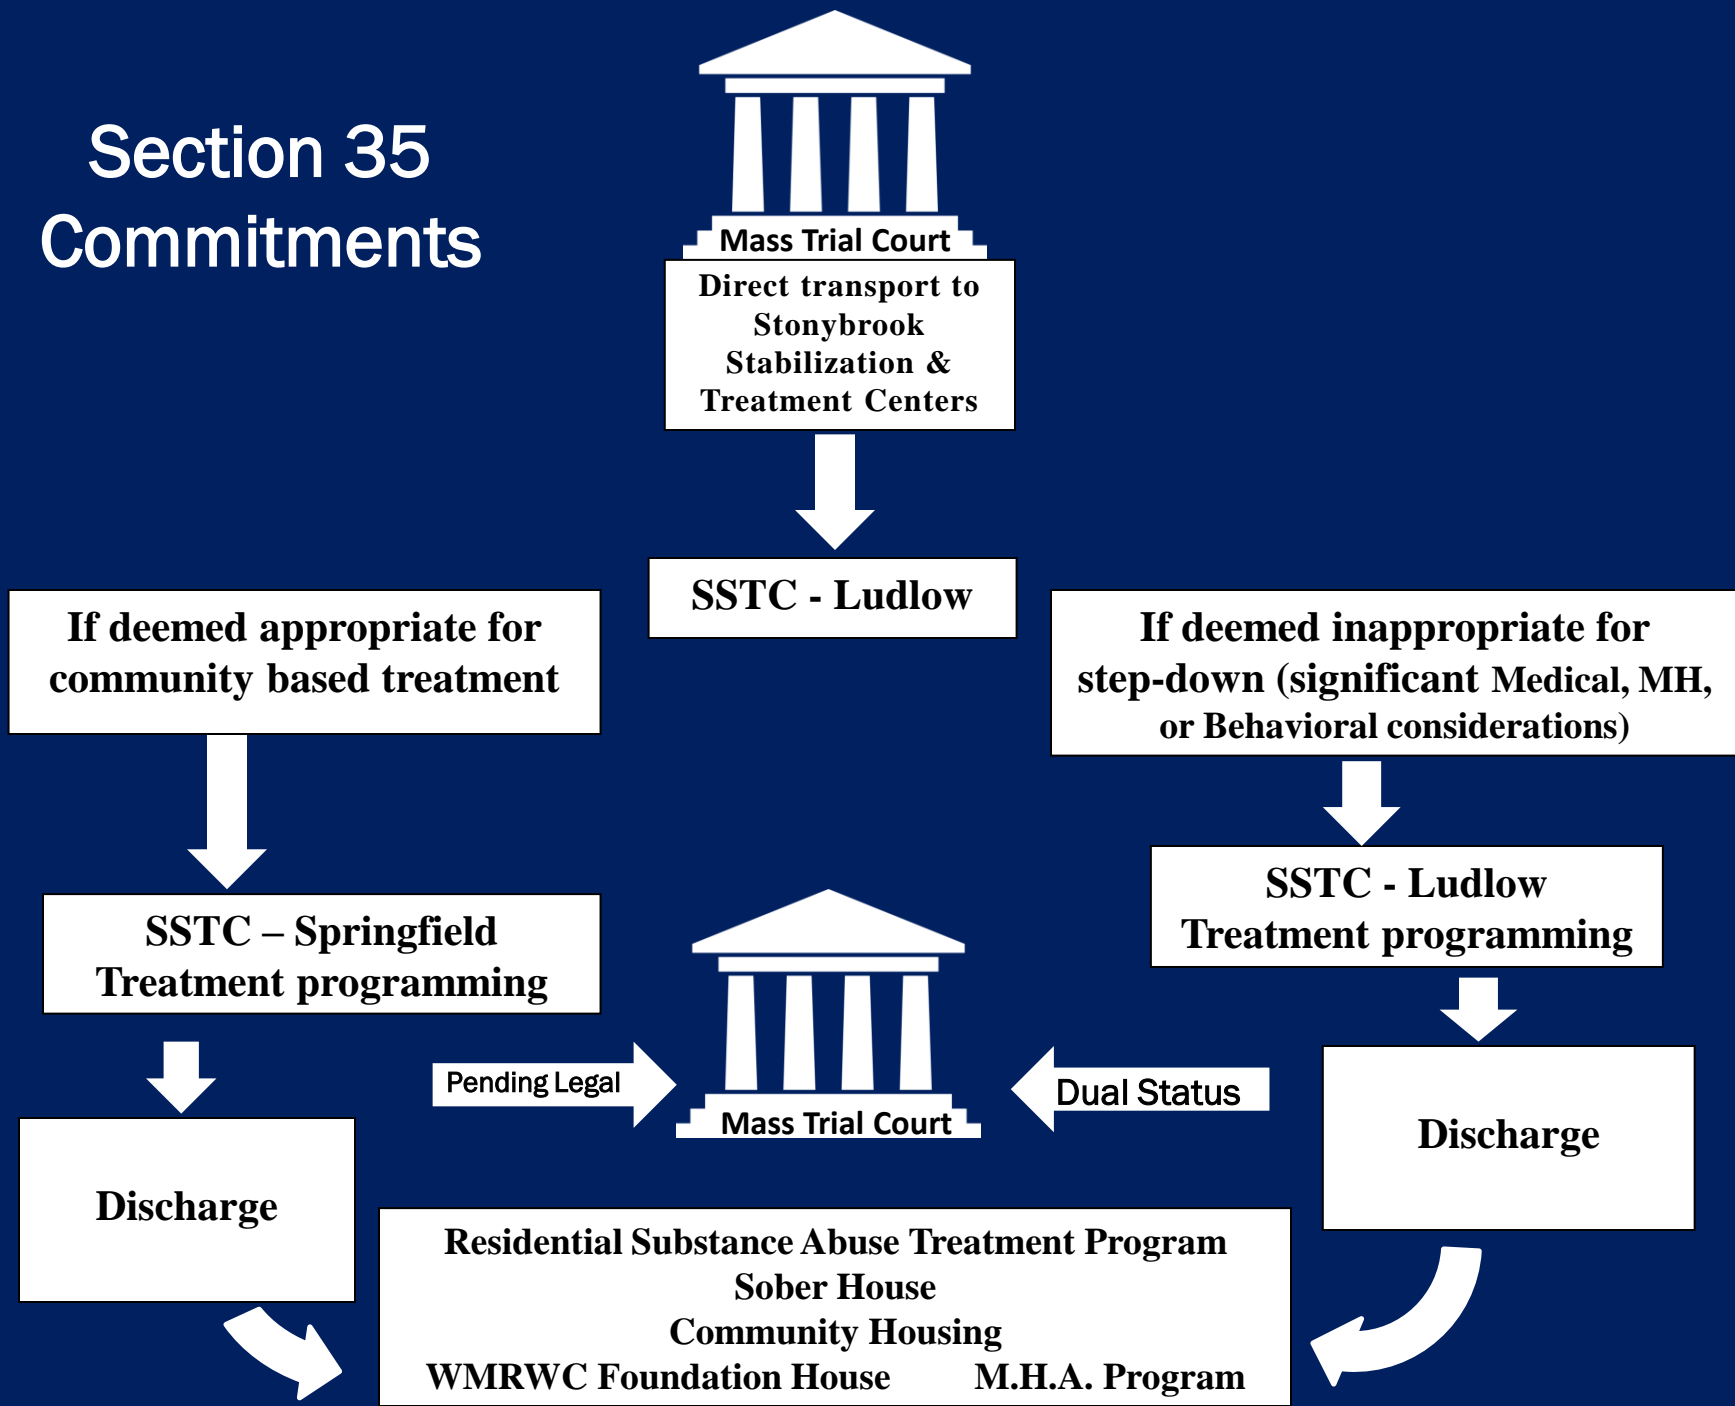 Section 35
Commitments
Mass Trial Court
Direct transport to
Stonybrook
Stabilization &
Treatment Centers
SSTC - Ludlow
If deemed appropriate for
community based treatment
If deemed inappropriate for
step-down (significant Medical, MH,
or Behavioral considerations)
SSTC – Springfield
Treatment programming
SSTC - Ludlow
Treatment programming
Pending Legal
Mass Trial Court
Dual Status
Discharge
Discharge
Residential Substance Abuse Treatment Program
Sober House
Community Housing
WMRWC Foundation House M.H.A. Program